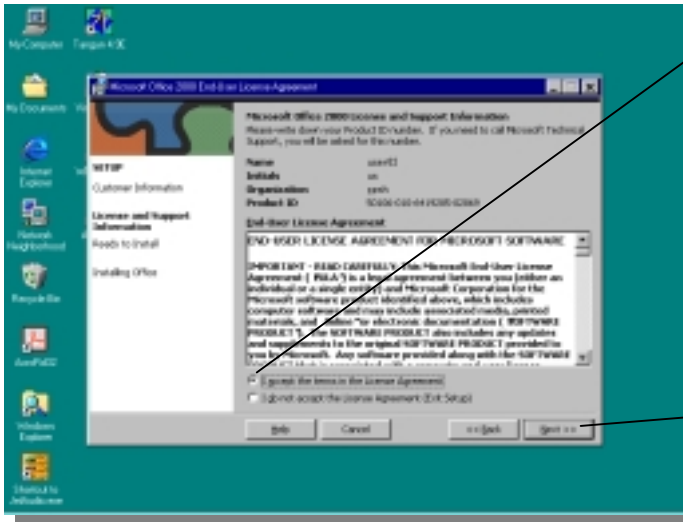 My Computer
My Documents
Internet
Explorer
Network
Neighborhood
Recycle Bin
Windows
Explorer
Shortcut to
Microsoft Office 2000 End-User License Agreement
SETUP
Customer Information
License and Support
Information
Ready to Install
Installing Office
Microsoft Office 2000 License and Support Information
Please write down your Product ID number. If you need to call Microsoft Technical
Support, you will be asked for this number.
Name
Initials
Organization
Product ID
End-User License Agreement
END-USER LICENSE AGREEMENT FOR MICROSOFT SOFTWARE
IMPORTANT - READ CAREFULLY: This Microsoft End-User License
Agreement ("EULA") is a legal agreement between you (either an
individual or a single entity) and Microsoft Corporation for the
Microsoft software product identified above, which includes
computer software and may include associated media, printed
materials, and "online" or electronic documentation ("SOFTWARE
PRODUCT"). The SOFTWARE PRODUCT also includes any updates
and supplements to the original SOFTWARE PRODUCT provided to
you by Microsoft. Any software provided along with the SOFTWARE
I accept the terms in the License Agreement
I do not accept the License Agreement (Exit Setup)
Help
Cancel
<< Back
Next >>